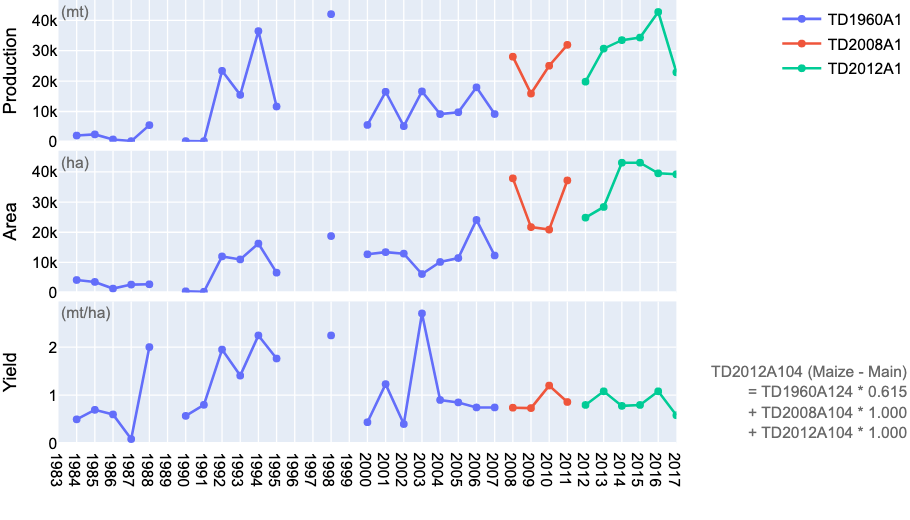 (mt)
40k
30k
20k
10k
0
Production
(ha)
40k
30k
20k
10k
0
Area
(mt/ha)
2
1
0
Yield
1983
1984
1985
1986
1987
1988
1989
1990
1991
1992
1993
1994
1995
1996
1997
1998
1999
2000
2001
2002
2003
2004
2005
2006
2007
2008
2009
2010
2011
2012
2013
2014
2015
2016
2017
TD1960A1
TD2008A1
TD2012A1
TD2012A104 (Maize - Main)
= TD1960A124 * 0.615
+ TD2008A104 * 1.000
+ TD2012A104 * 1.000